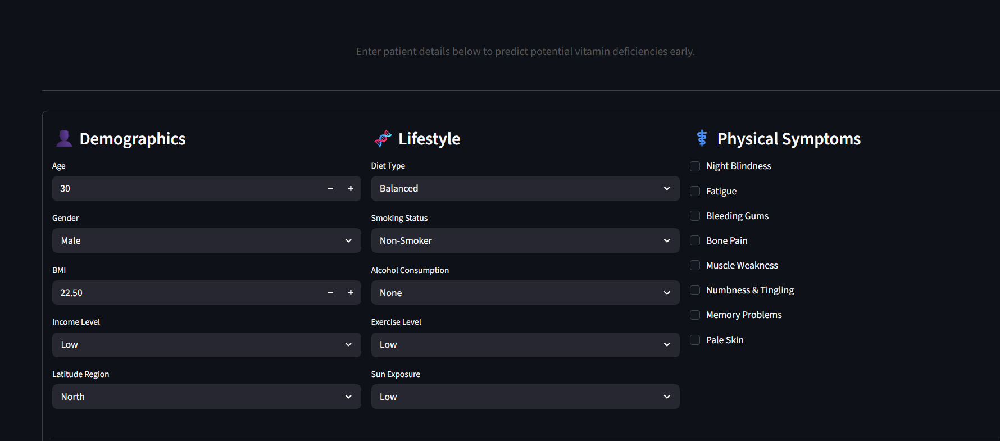 Enter patient details below to predict potential vitamin deficiencies early.
Demographics
Age
30
Gender
Male
BMI
22.50
Income Level
Low
Latitude Region
North
Lifestyle
Diet Type
Balanced
Smoking Status
Non-Smoker
Alcohol Consumption
None
Exercise Level
Low
Sun Exposure
Low
Physical Symptoms
Night Blindness
Fatigue
Bleeding Gums
Bone Pain
Muscle Weakness
Numbness & Tingling
Memory Problems
Pale Skin